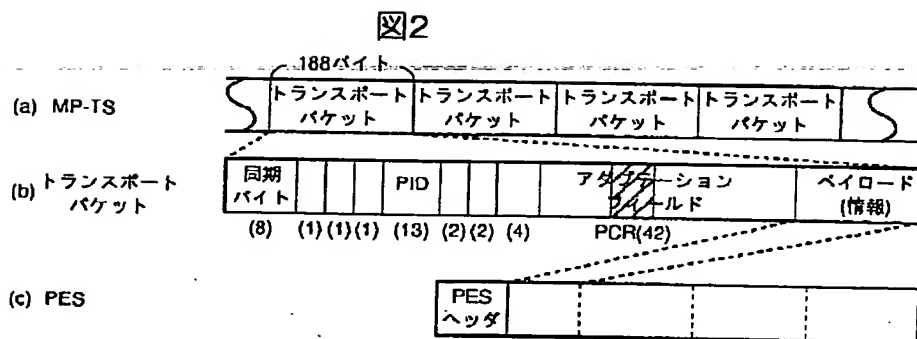 図2
188バイト
(a) MP-TS
トランスポート
パケット
トランスポート
パケット
トランスポート
パケット
トランスポート
パケット
(b) トランスポート
パケット
同期
バイト
PID
アダプテーション
フィールド
ペイロード
(情報)
(8) (1) (1) (1) (13) (2) (2) (4) PCR(42)
(c) PES
PES
ヘッダ